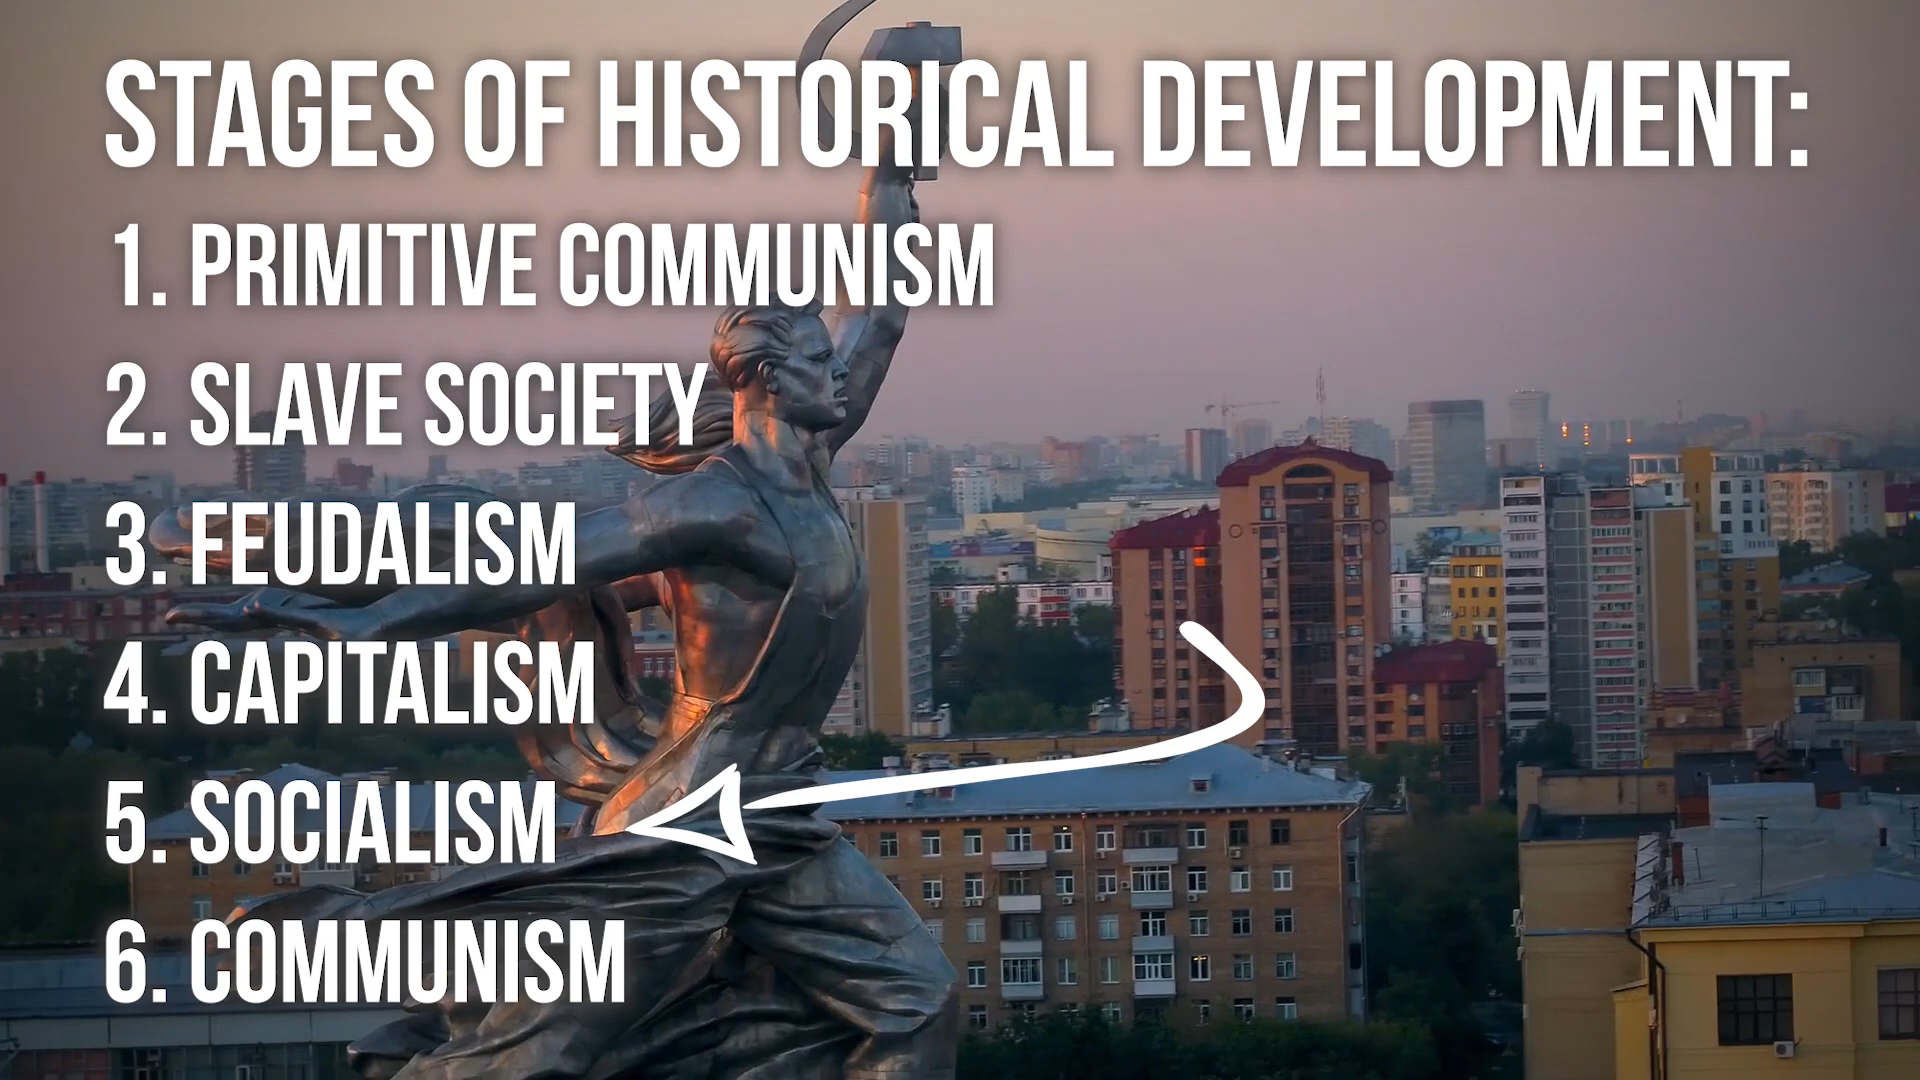 STAGES OF HISTORICAL DEVELOPMENT:
1. PRIMITIVE COMMUNISM
2. SLAVE SOCIETY
3. FEUDALISM
4. CAPITALISM
5. SOCIALISM
6. COMMUNISM